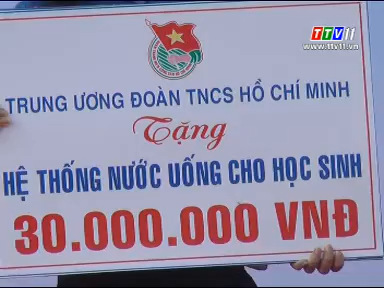 TTV11
www.ttv11.vn
TRUNG ƯƠNG ĐOÀN TNCS HỒ CHÍ MINH
Tặng
HỆ THỐNG NƯỚC UỐNG CHO HỌC SINH
30.000.000 VNĐ